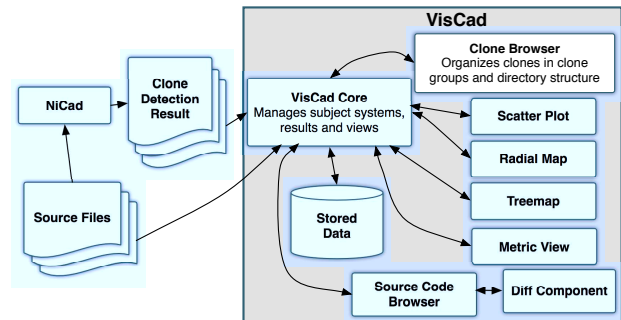 VisCad
Clone Browser
Organizes clones in clone
groups and directory structure
Clone
Detection
Result
NiCad
VisCad Core
Manages subject systems,
results and views
Scatter Plot
Radial Map
Treemap
Source Files
Stored
Data
Metric View
Source Code
Browser
Diff Component